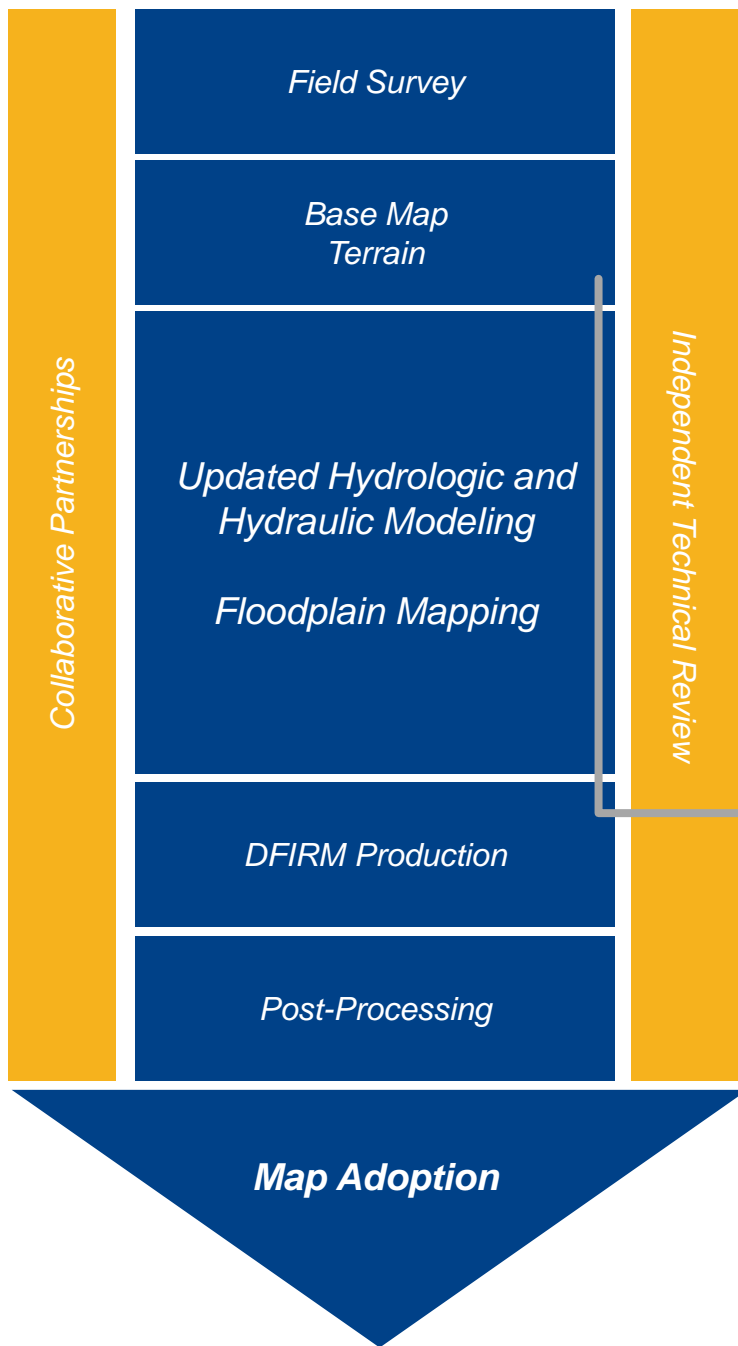 Field Survey
Base Map
Terrain
Updated Hydrologic and
Hydraulic Modeling
Floodplain Mapping
DFIRM Production
Post-Processing
Collaborative Partnerships
Independent Technical Review
Map Adoption